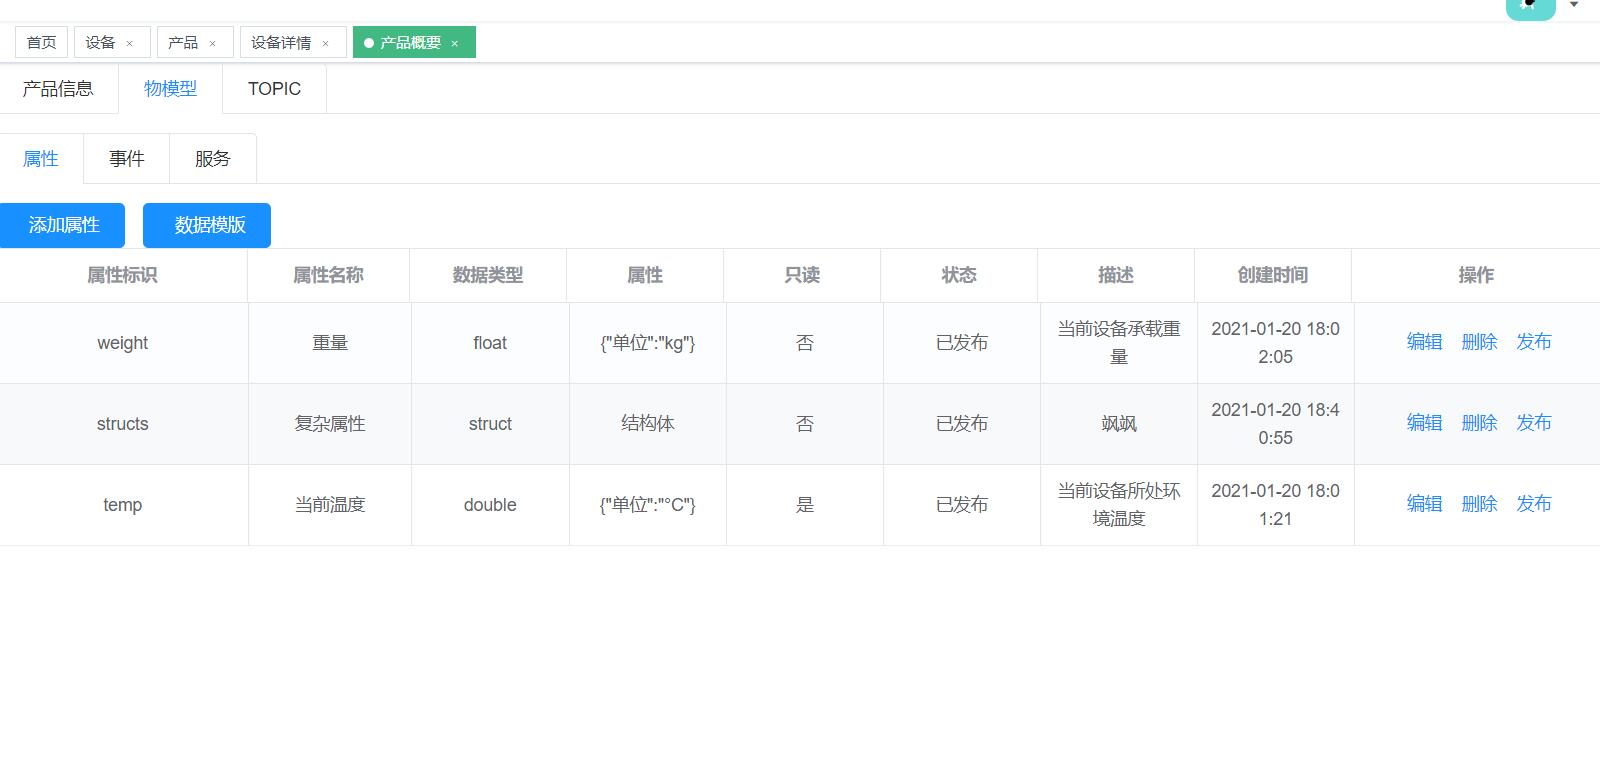 首页 设备 × 产品 × 设备详情 × 产品概要 ×
产品信息 物模型 TOPIC
属性 事件 服务
添加属性 数据模版
属性标识 属性名称 数据类型 属性 只读 状态 描述 创建时间 操作
weight 重量 float {"单位":"kg"} 否 已发布 当前设备承载重 2021-01-20 18:0 编辑 删除 发布
量 2:05
structs 复杂属性 struct 结构体 否 已发布 飒飒 2021-01-20 18:4 编辑 删除 发布
0:55
temp 当前温度 double {"单位":"°C"} 是 已发布 当前设备所处环 2021-01-20 18:0 编辑 删除 发布
境温度 1:21